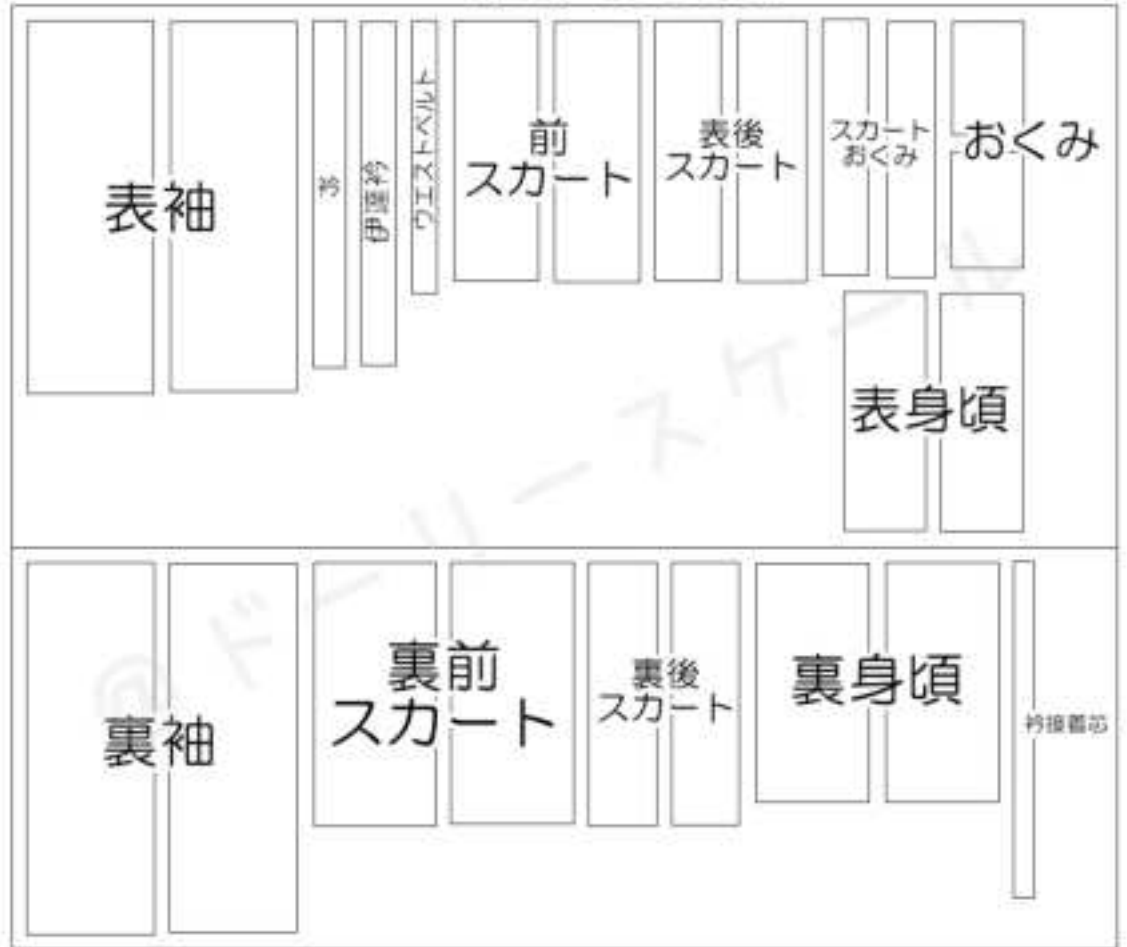 表袖
衿
伊達衿
ウエストベルト
前
スカート
表後
スカート
スカート
おくみ
おくみ
表身頃
@ドーリースケール
裏袖
裏前
スカート
裏後
スカート
裏身頃
衿接着芯